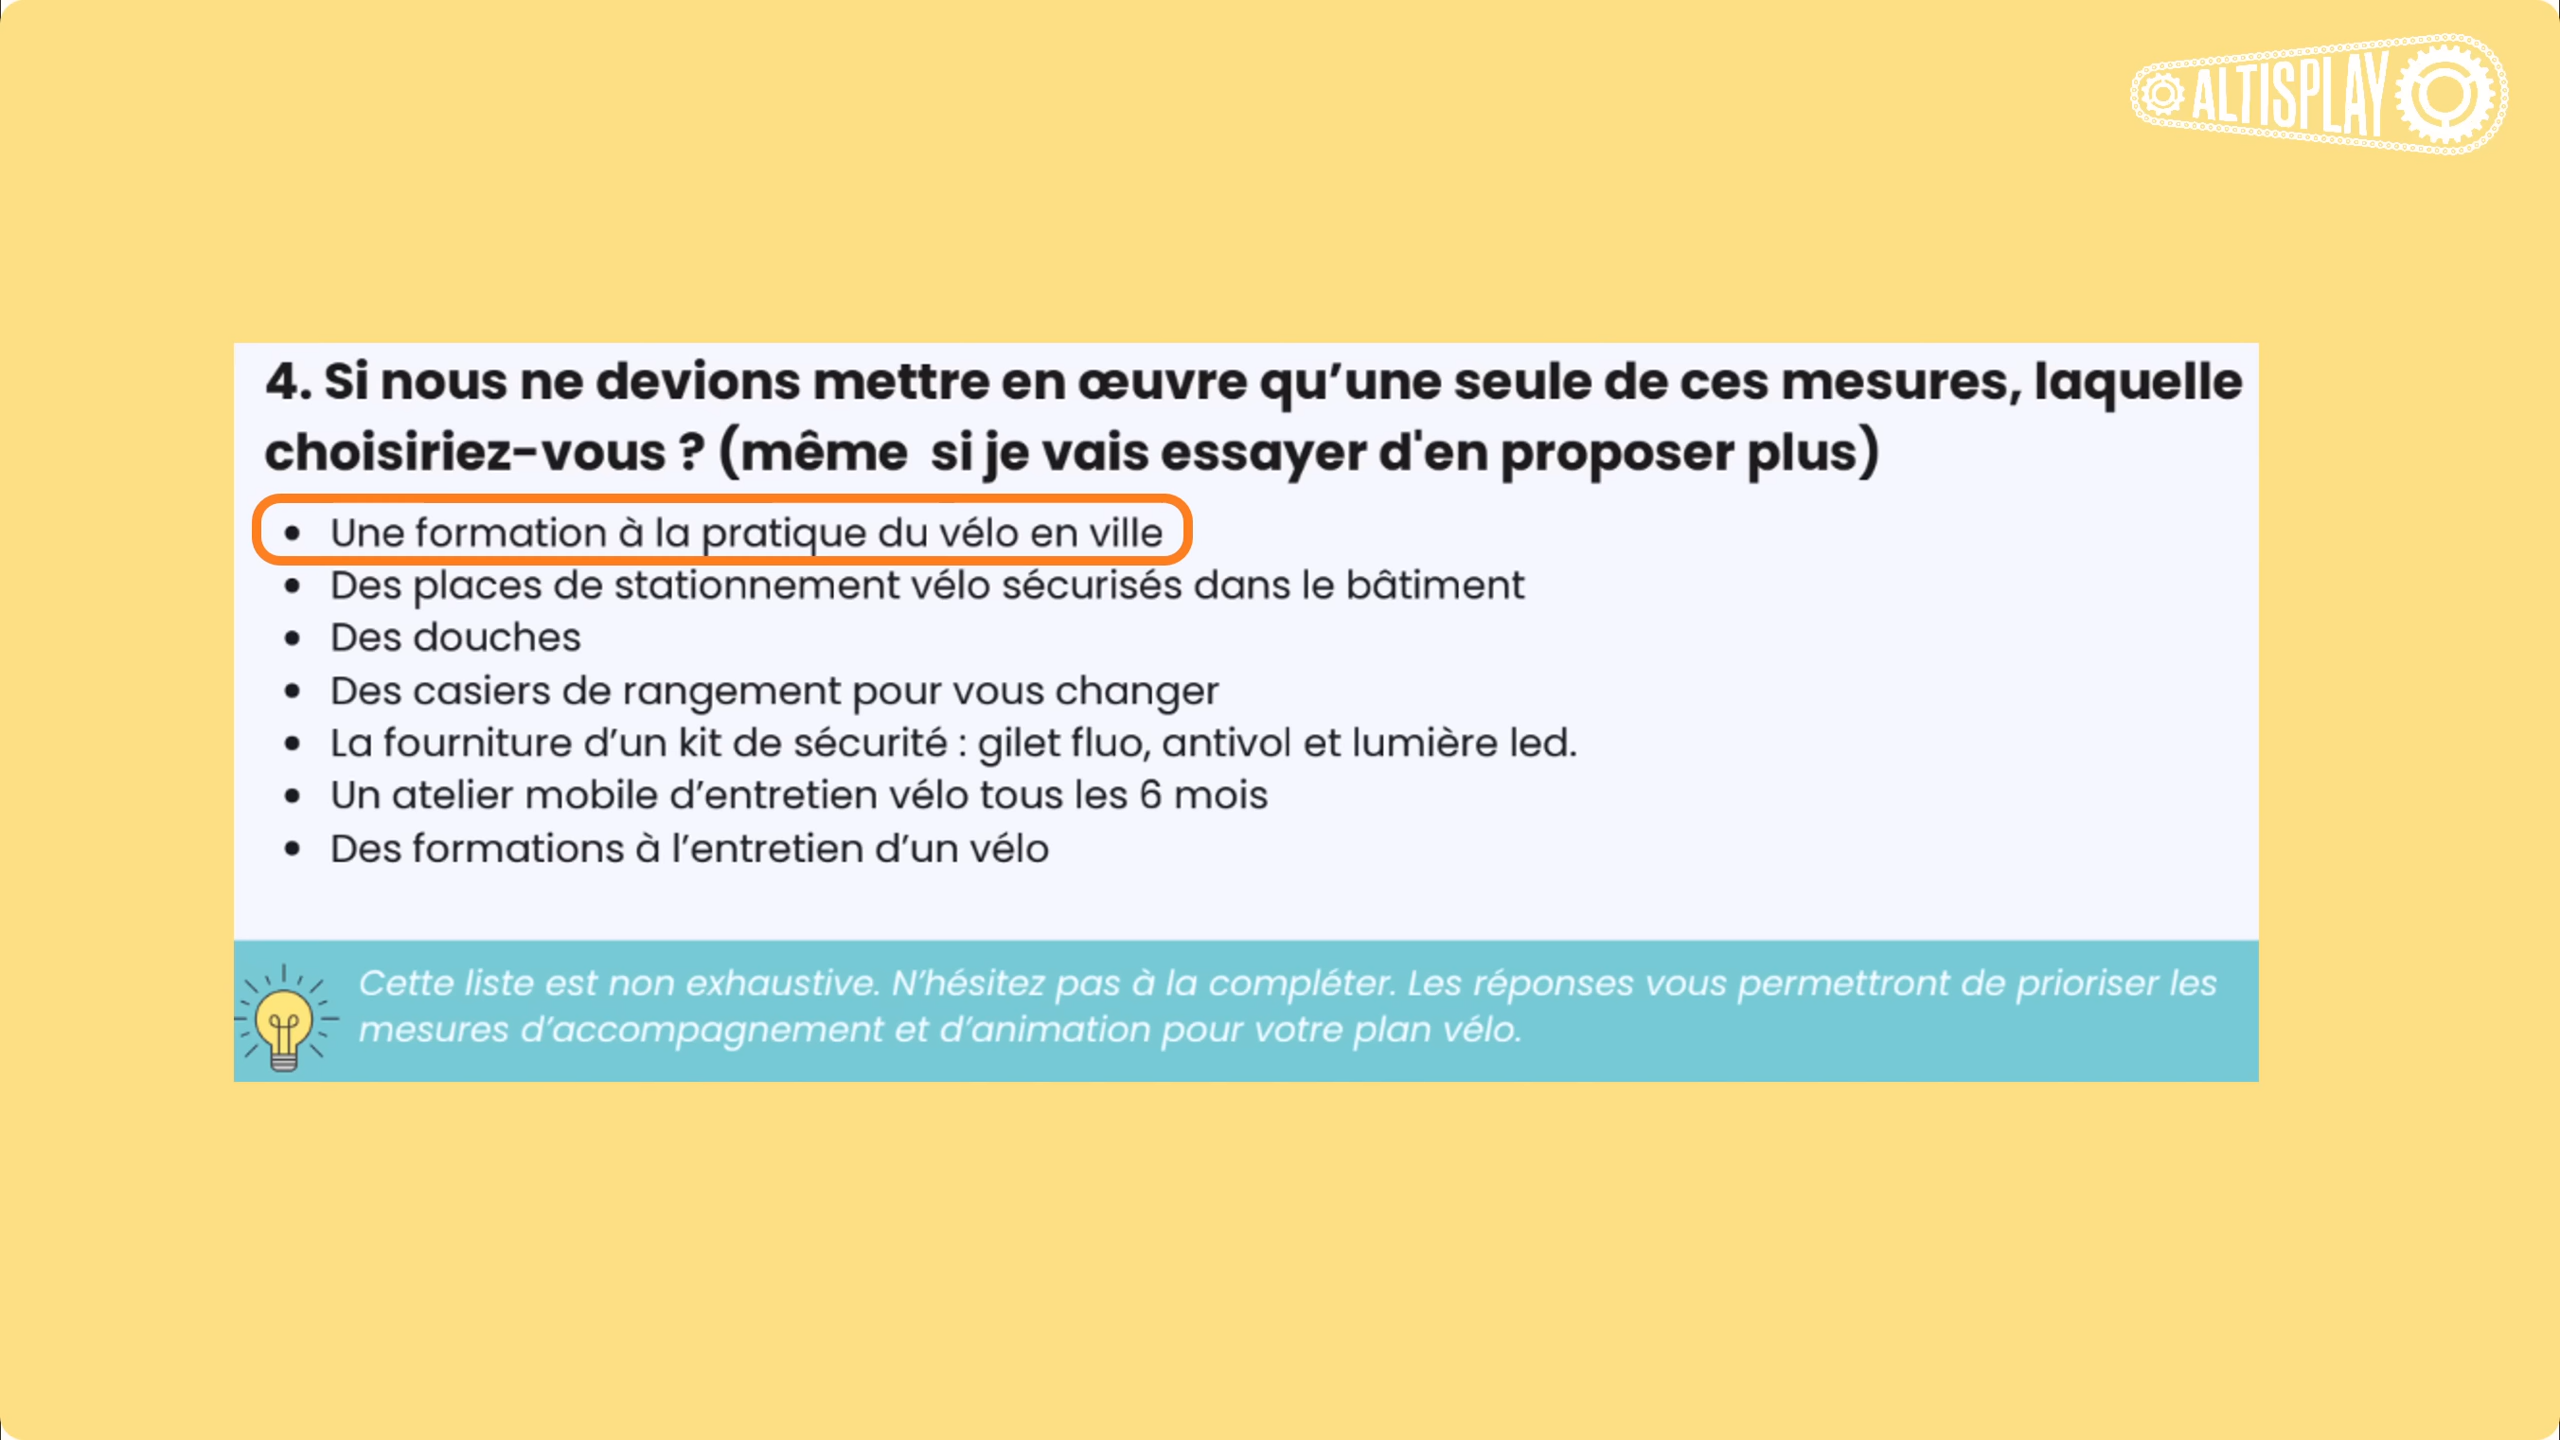 ALTISPLAY
4. Si nous ne devions mettre en œuvre qu’une seule de ces mesures, laquelle
choisiriez-vous ? (même  si je vais essayer d'en proposer plus)
• Une formation à la pratique du vélo en ville
• Des places de stationnement vélo sécurisés dans le bâtiment
• Des douches
• Des casiers de rangement pour vous changer
• La fourniture d’un kit de sécurité : gilet fluo, antivol et lumière led.
• Un atelier mobile d’entretien vélo tous les 6 mois
• Des formations à l’entretien d’un vélo
Cette liste est non exhaustive. N’hésitez pas à la compléter. Les réponses vous permettront de prioriser les
mesures d’accompagnement et d’animation pour votre plan vélo.